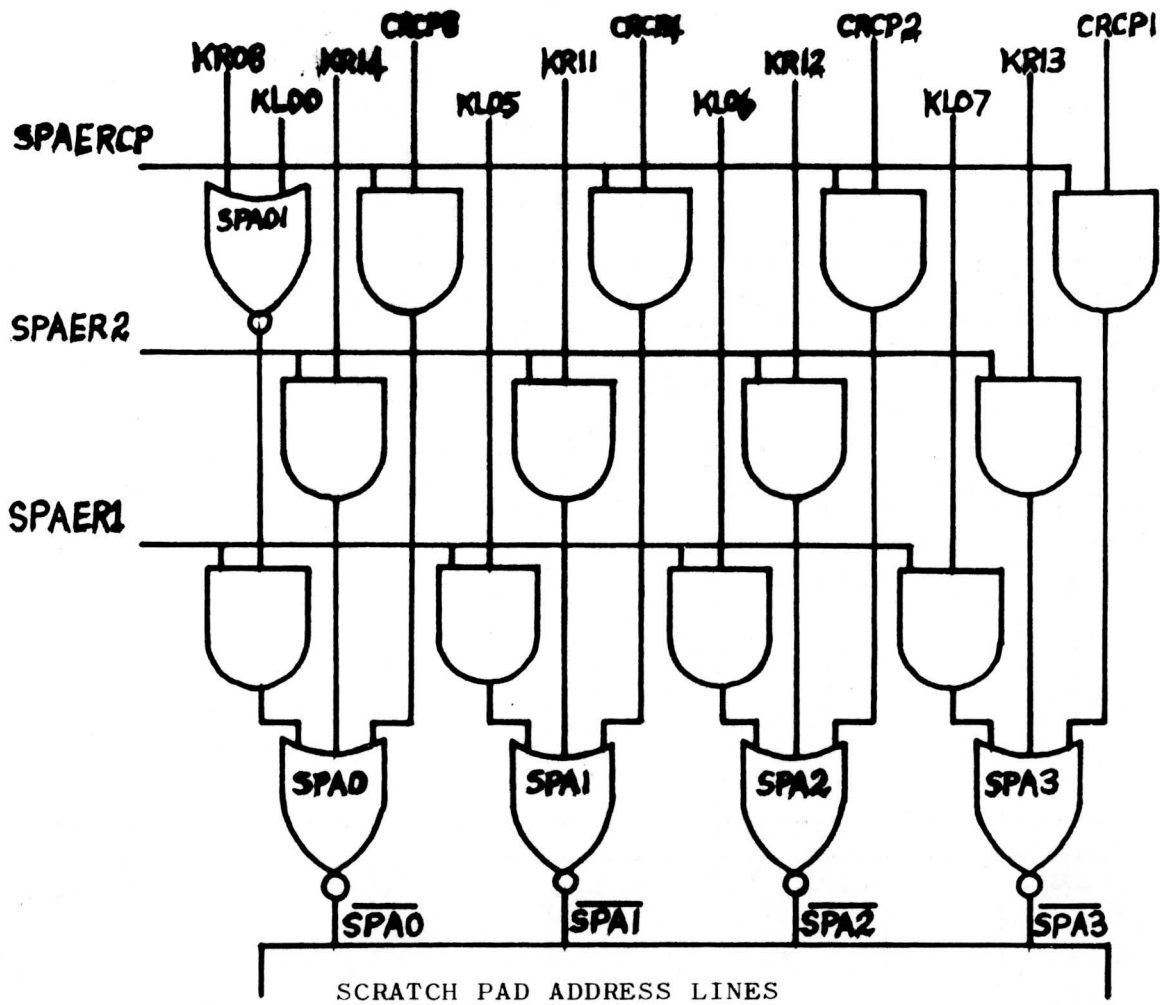 CRCP8 CRCP4 CRCP2 CRCP1
KR08 KR14 KR11 KR12 KR13
KL00 KL05 KL06 KL07
SPAERCP
SPA01
SPAER2
SPAER1
SPA0 SPA1 SPA2 SPA3
SPA0 SPA1 SPA2 SPA3
SCRATCH PAD ADDRESS LINES